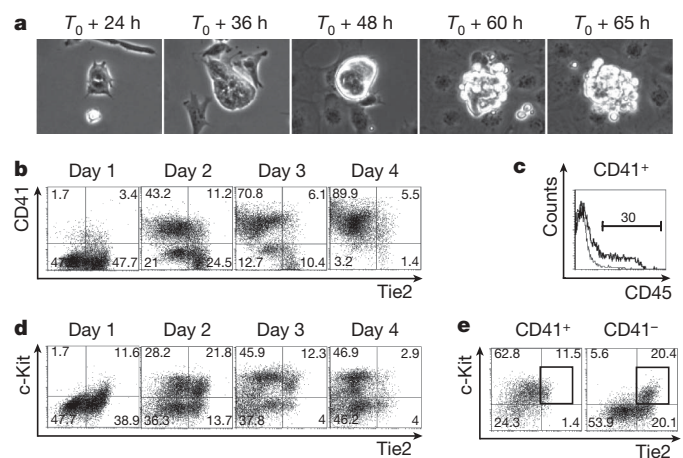 a
T0 + 24 h T0 + 36 h T0 + 48 h T0 + 60 h T0 + 65 h
b
Day 1 Day 2 Day 3 Day 4
CD41
1.7 3.4 43.2 11.2 70.8 6.1 89.9 5.5
47.7 21 24.5 12.7 10.4 3.2 1.4
Tie2
c
CD41+
Counts
30
CD45
d
Day 1 Day 2 Day 3 Day 4
c-Kit
1.7 11.6 28.2 21.8 45.9 12.3 46.9 2.9
47.7 38.9 36.3 13.7 37.8 4 46.2 4
Tie2
e
CD41+ CD41–
c-Kit
62.8 11.5 5.6 20.4
24.3 1.4 53.9 20.1
Tie2